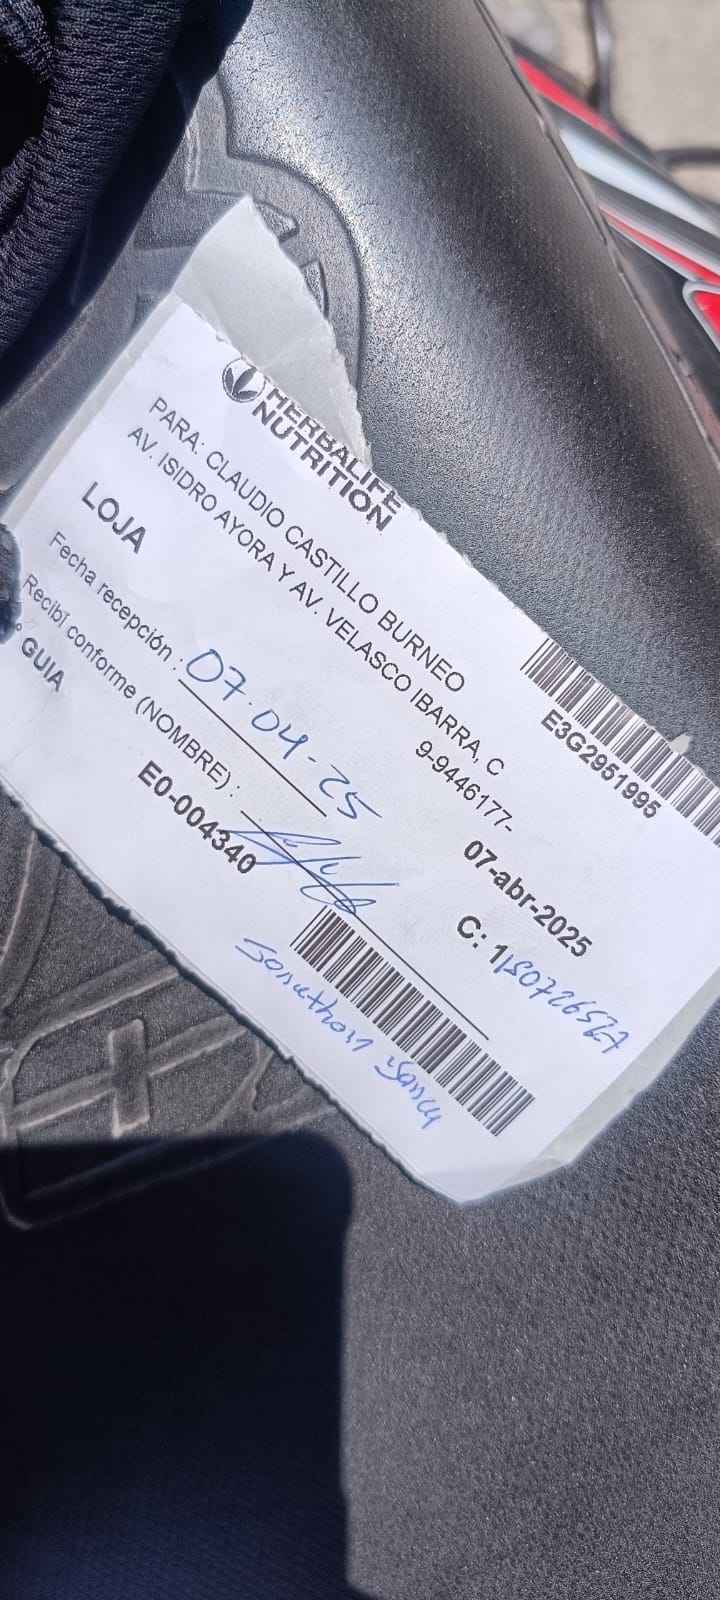 HERBALIFE
NUTRITION
E3G2951995
PARA: CLAUDIO CASTILLO BURNEO
AV. ISIDRO AYORA Y AV. VELASCO IBARRA, C
9-9446177-
LOJA
07-abr-2025
Fecha recepción : 07-04-25
C: 1
Recibí conforme (NOMBRE) :
GUIA
E0-004340